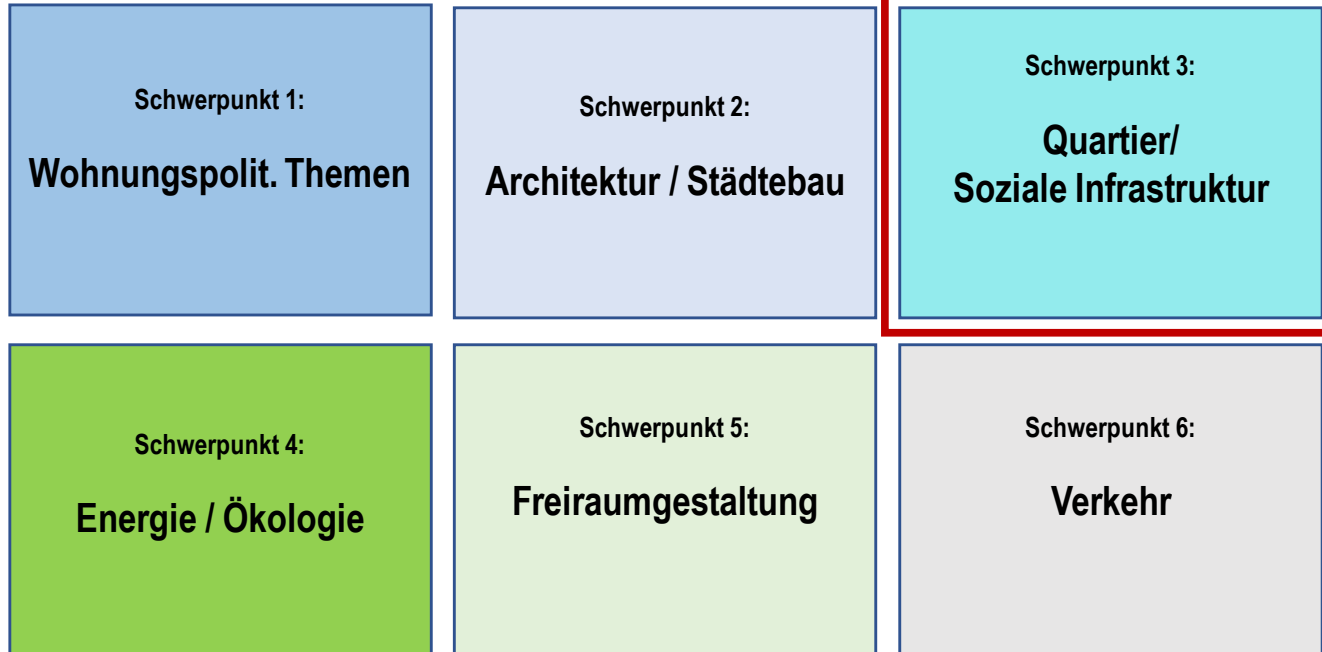 Schwerpunkt 1:
Wohnungspolit. Themen
Schwerpunkt 2:
Architektur / Städtebau
Schwerpunkt 3:
Quartier/
Soziale Infrastruktur
Schwerpunkt 4:
Energie / Ökologie
Schwerpunkt 5:
Freiraumgestaltung
Schwerpunkt 6:
Verkehr